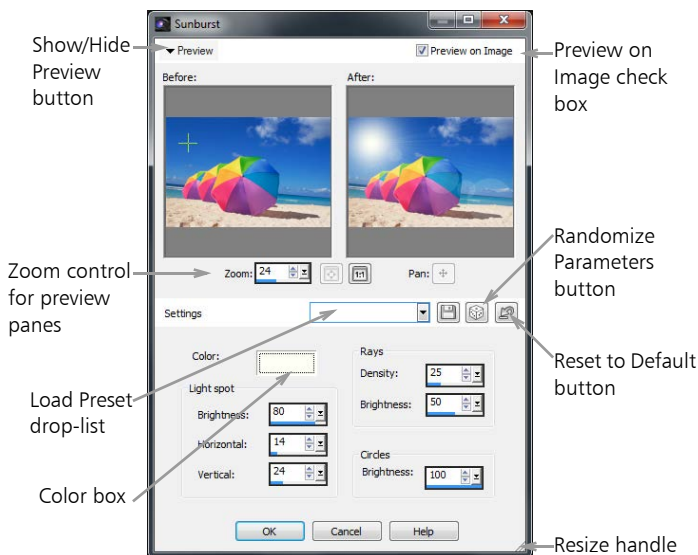 Sunburst
Show/Hide
Preview
button
Preview
Preview on Image
Preview on
Image check
box
Before:
After:
Zoom control
for preview
panes
Zoom: 24
1:1
Pan:
Randomize
Parameters
button
Settings
Reset to Default
button
Load Preset
drop-list
Color:
Light spot
Brightness: 80
Horizontal: 14
Vertical: 24
Rays
Density: 25
Brightness: 50
Circles
Brightness: 100
Color box
OK
Cancel
Help
Resize handle